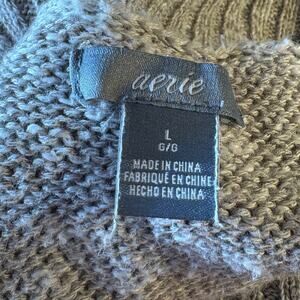 aerie
L
G/G
MADE IN CHINA
FABRIQUÉ EN CHINE
HECHO EN CHINA